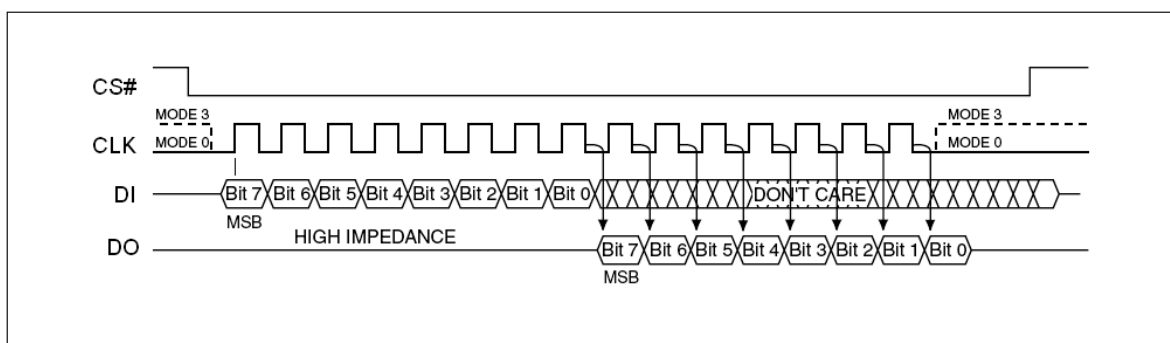 CS#
MODE 3 MODE 3
CLK MODE 0 MODE 0
DI Bit 7 Bit 6 Bit 5 Bit 4 Bit 3 Bit 2 Bit 1 Bit 0 DON'T CARE
MSB
HIGH IMPEDANCE
DO Bit 7 Bit 6 Bit 5 Bit 4 Bit 3 Bit 2 Bit 1 Bit 0
MSB